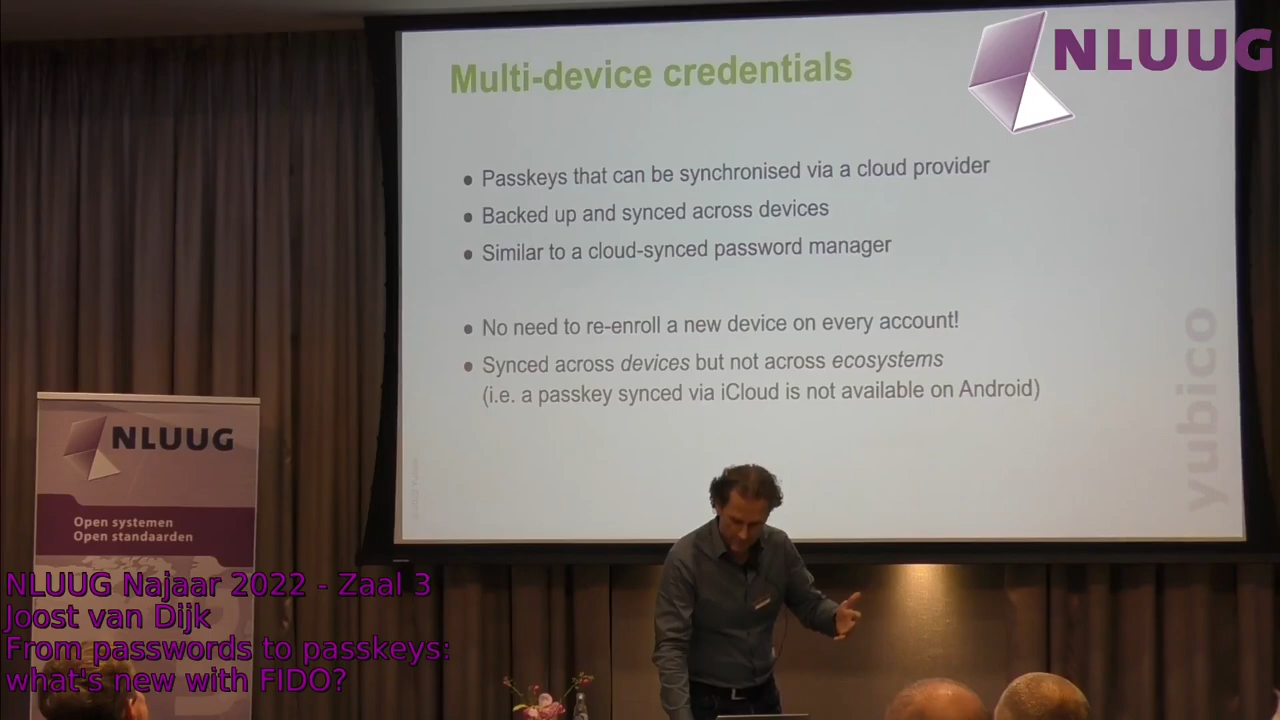 Multi-device credentials
NLUUG
Passkeys that can be synchronised via a cloud provider
Backed up and synced across devices
Similar to a cloud-synced password manager
No need to re-enroll a new device on every account!
Synced across devices but not across ecosystems
(i.e. a passkey synced via iCloud is not available on Android)
yubico
NLUUG
Open systemen
Open standaarden
NLUUG Najaar 2022 - Zaal 3
Joost van Dijk
From passwords to passkeys:
what's new with FIDO?